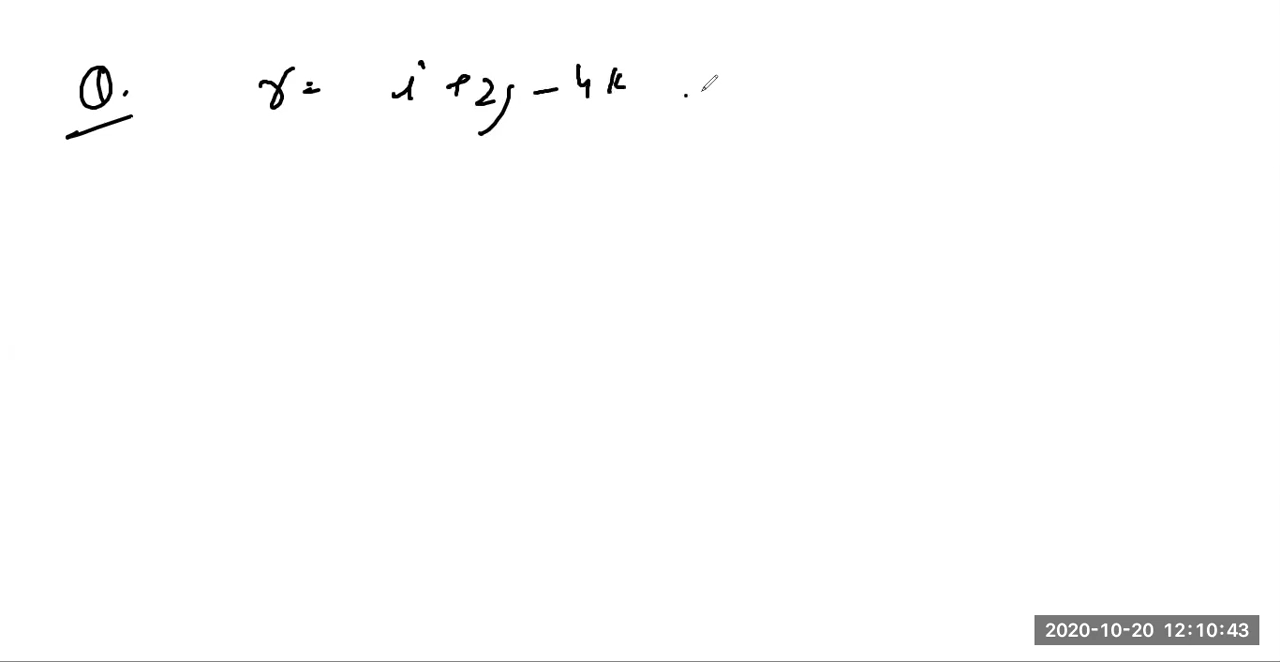 Q. r = i + 2j - 4k .
2020-10-20 12:10:43